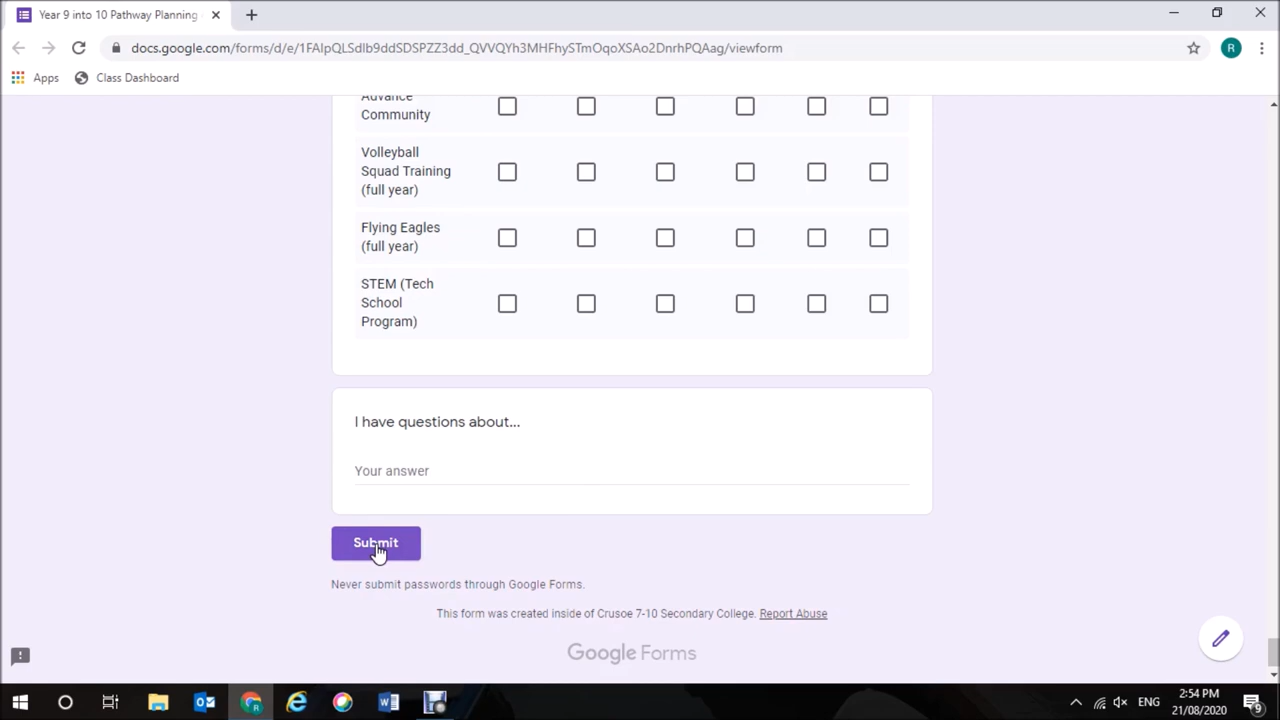 Year 9 into 10 Pathway Planning
docs.google.com/forms/d/e/1FAIpQLSdlb9ddSDSPZZ3dd_QVVQYh3MHFhySTmOqoXSAo2DnrhPQAag/viewform
R
Apps
Class Dashboard
Advance
Community
Volleyball
Squad Training
(full year)
Flying Eagles
(full year)
STEM (Tech
School
Program)
I have questions about...
Your answer
Submit
Never submit passwords through Google Forms.
This form was created inside of Crusoe 7-10 Secondary College. Report Abuse
Google Forms
ENG
2:54 PM
21/08/2020
9